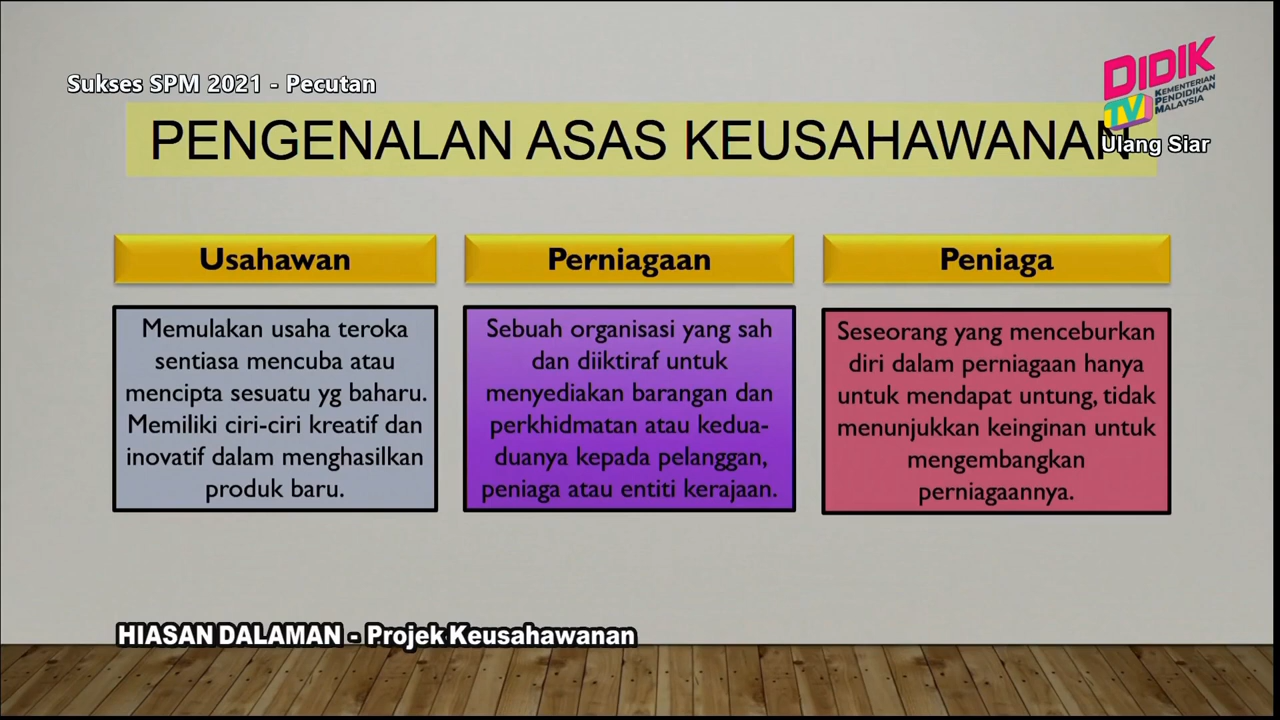 Sukses SPM 2021 - Pecutan
DIDIK
TV
KEMENTERIAN
PENDIDIKAN
MALAYSIA
PENGENALAN ASAS KEUSAHAWANAN
Ulang Siar
Usahawan
Memulakan usaha teroka
sentiasa mencuba atau
mencipta sesuatu yg baharu.
Memiliki ciri-ciri kreatif dan
inovatif dalam menghasilkan
produk baru.
Perniagaan
Sebuah organisasi yang sah
dan diiktiraf untuk
menyediakan barangan dan
perkhidmatan atau kedua-
duanya kepada pelanggan,
peniaga atau entiti kerajaan.
Peniaga
Seseorang yang menceburkan
diri dalam perniagaan hanya
untuk mendapat untung, tidak
menunjukkan keinginan untuk
mengembangkan
perniagaannya.
HIASAN DALAMAN - Projek Keusahawanan